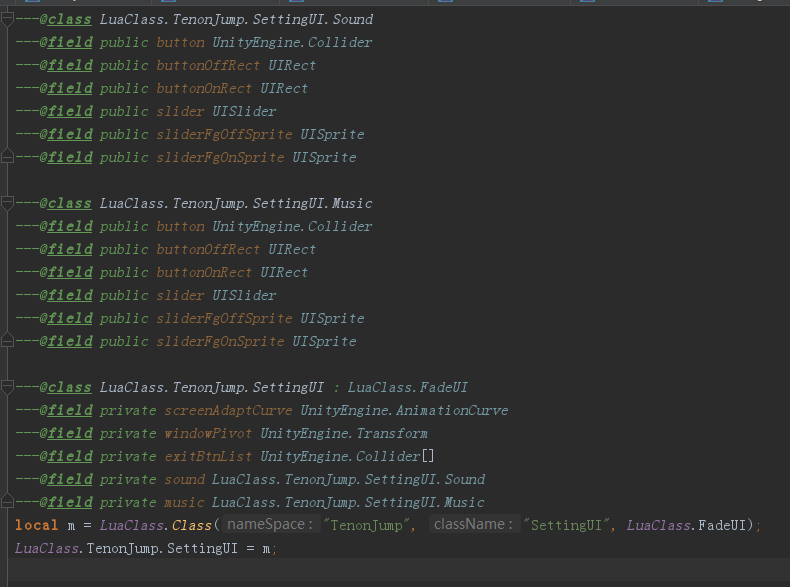 ---@class LuaClass.TenonJump.SettingUI.Sound
---@field public button UnityEngine.Collider
---@field public buttonOffRect UIRect
---@field public buttonOnRect UIRect
---@field public slider UISlider
---@field public sliderFgOffSprite UISprite
---@field public sliderFgOnSprite UISprite
---@class LuaClass.TenonJump.SettingUI.Music
---@field public button UnityEngine.Collider
---@field public buttonOffRect UIRect
---@field public buttonOnRect UIRect
---@field public slider UISlider
---@field public sliderFgOffSprite UISprite
---@field public sliderFgOnSprite UISprite
---@class LuaClass.TenonJump.SettingUI : LuaClass.FadeUI
---@field private screenAdaptCurve UnityEngine.AnimationCurve
---@field private windowPivot UnityEngine.Transform
---@field private exitBtnList UnityEngine.Collider[]
---@field private sound LuaClass.TenonJump.SettingUI.Sound
---@field private music LuaClass.TenonJump.SettingUI.Music
local m = LuaClass.Class( nameSpace: "TenonJump", className: "SettingUI", LuaClass.FadeUI);
LuaClass.TenonJump.SettingUI = m;